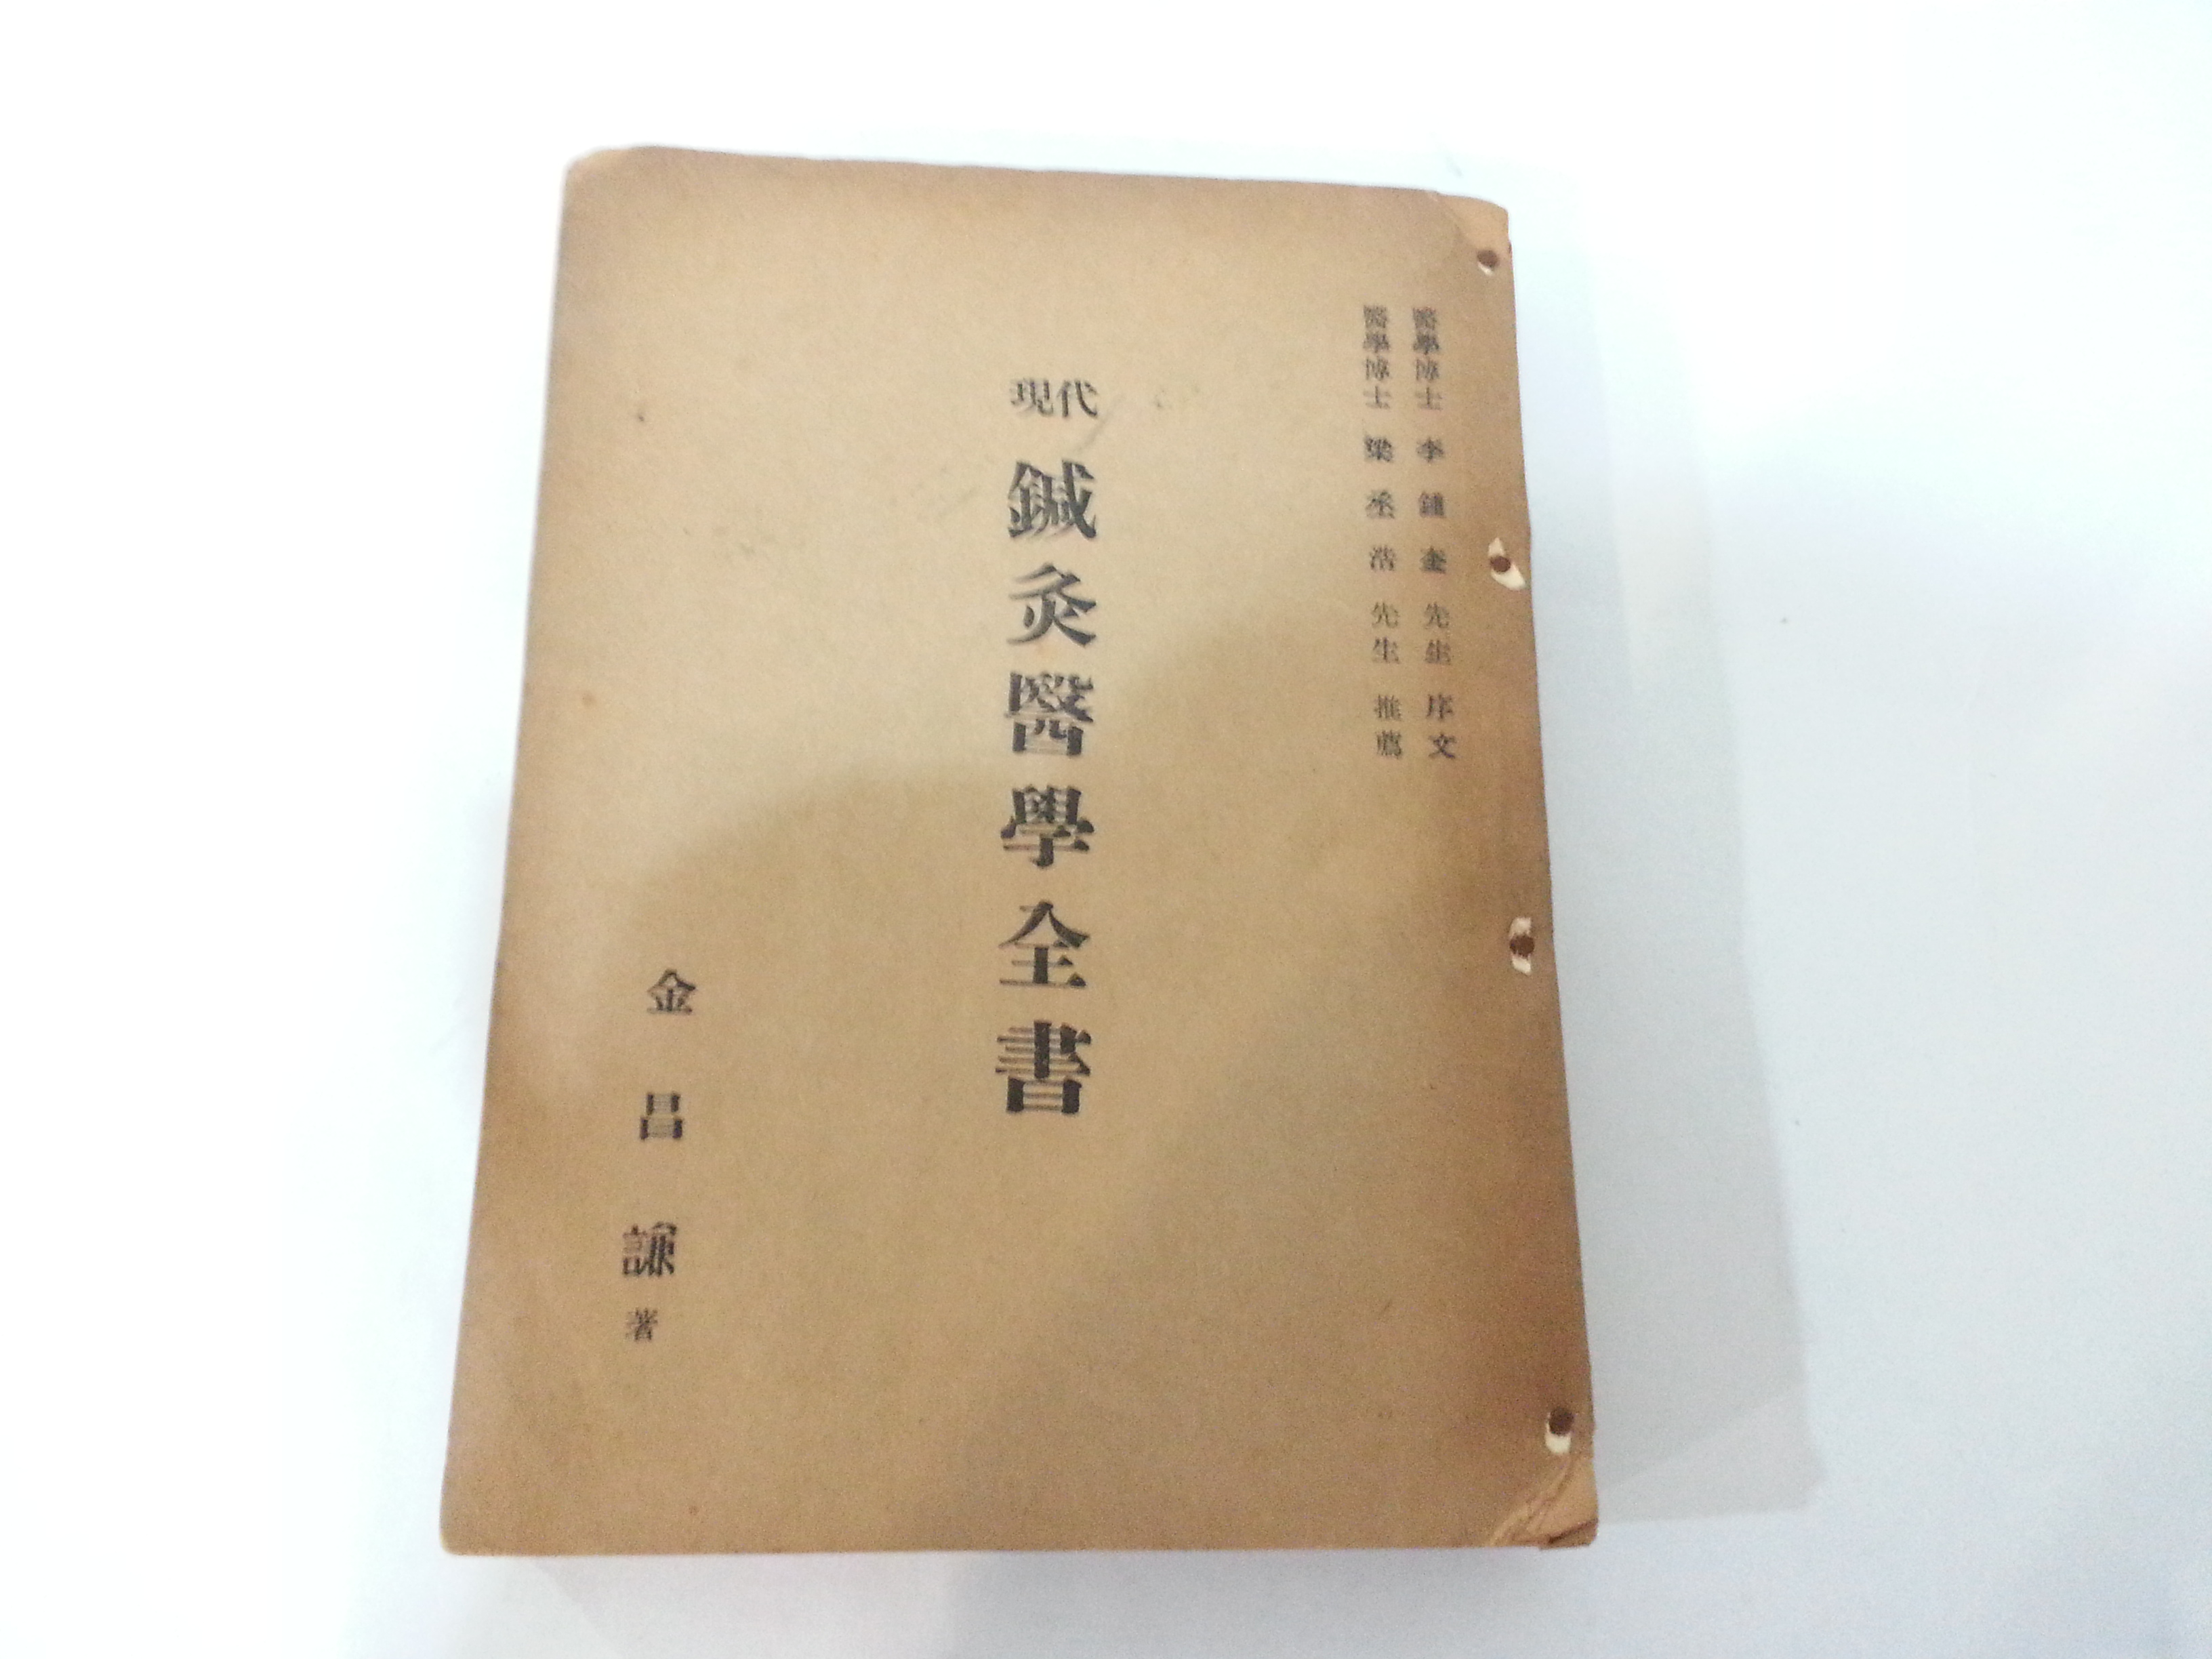 醫學博士 李鍾奎 先生 序文
醫學博士 梁丞浩 先生 推薦
現代 鍼灸醫學全書
金昌謙 著